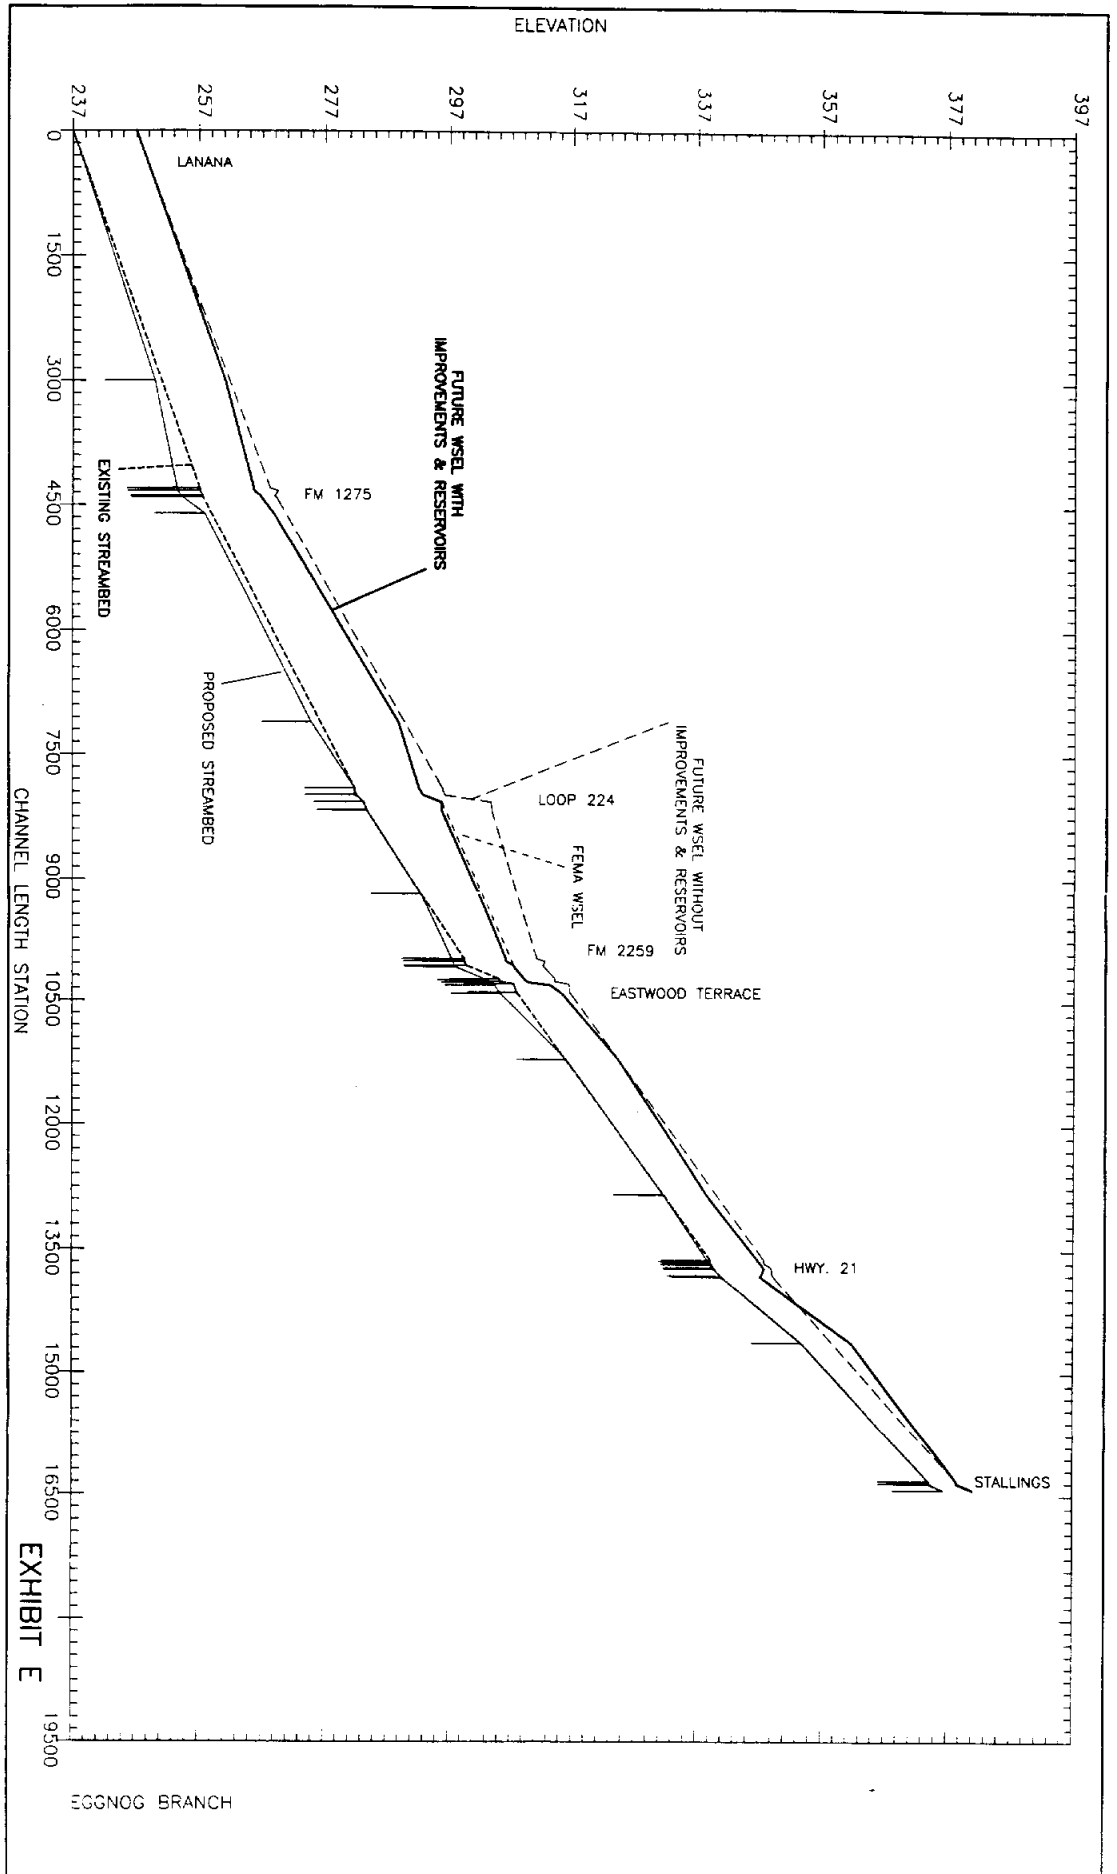 ELEVATION
397
377
357
337
317
297
277
257
237
0
1500
3000
4500
6000
7500
9000
10500
12000
13500
15000
16500
19500
CHANNEL LENGTH STATION
LANANA
FUTURE WSEL WITH
IMPROVEMENTS & RESERVOIRS
FM 1275
EXISTING STREAMBED
PROPOSED STREAMBED
FUTURE WSEL WITHOUT
IMPROVEMENTS & RESERVOIRS
LOOP 224
FEMA WSEL
FM 2259
EASTWOOD TERRACE
HWY. 21
STALLINGS
EXHIBIT E
EGGNOG BRANCH